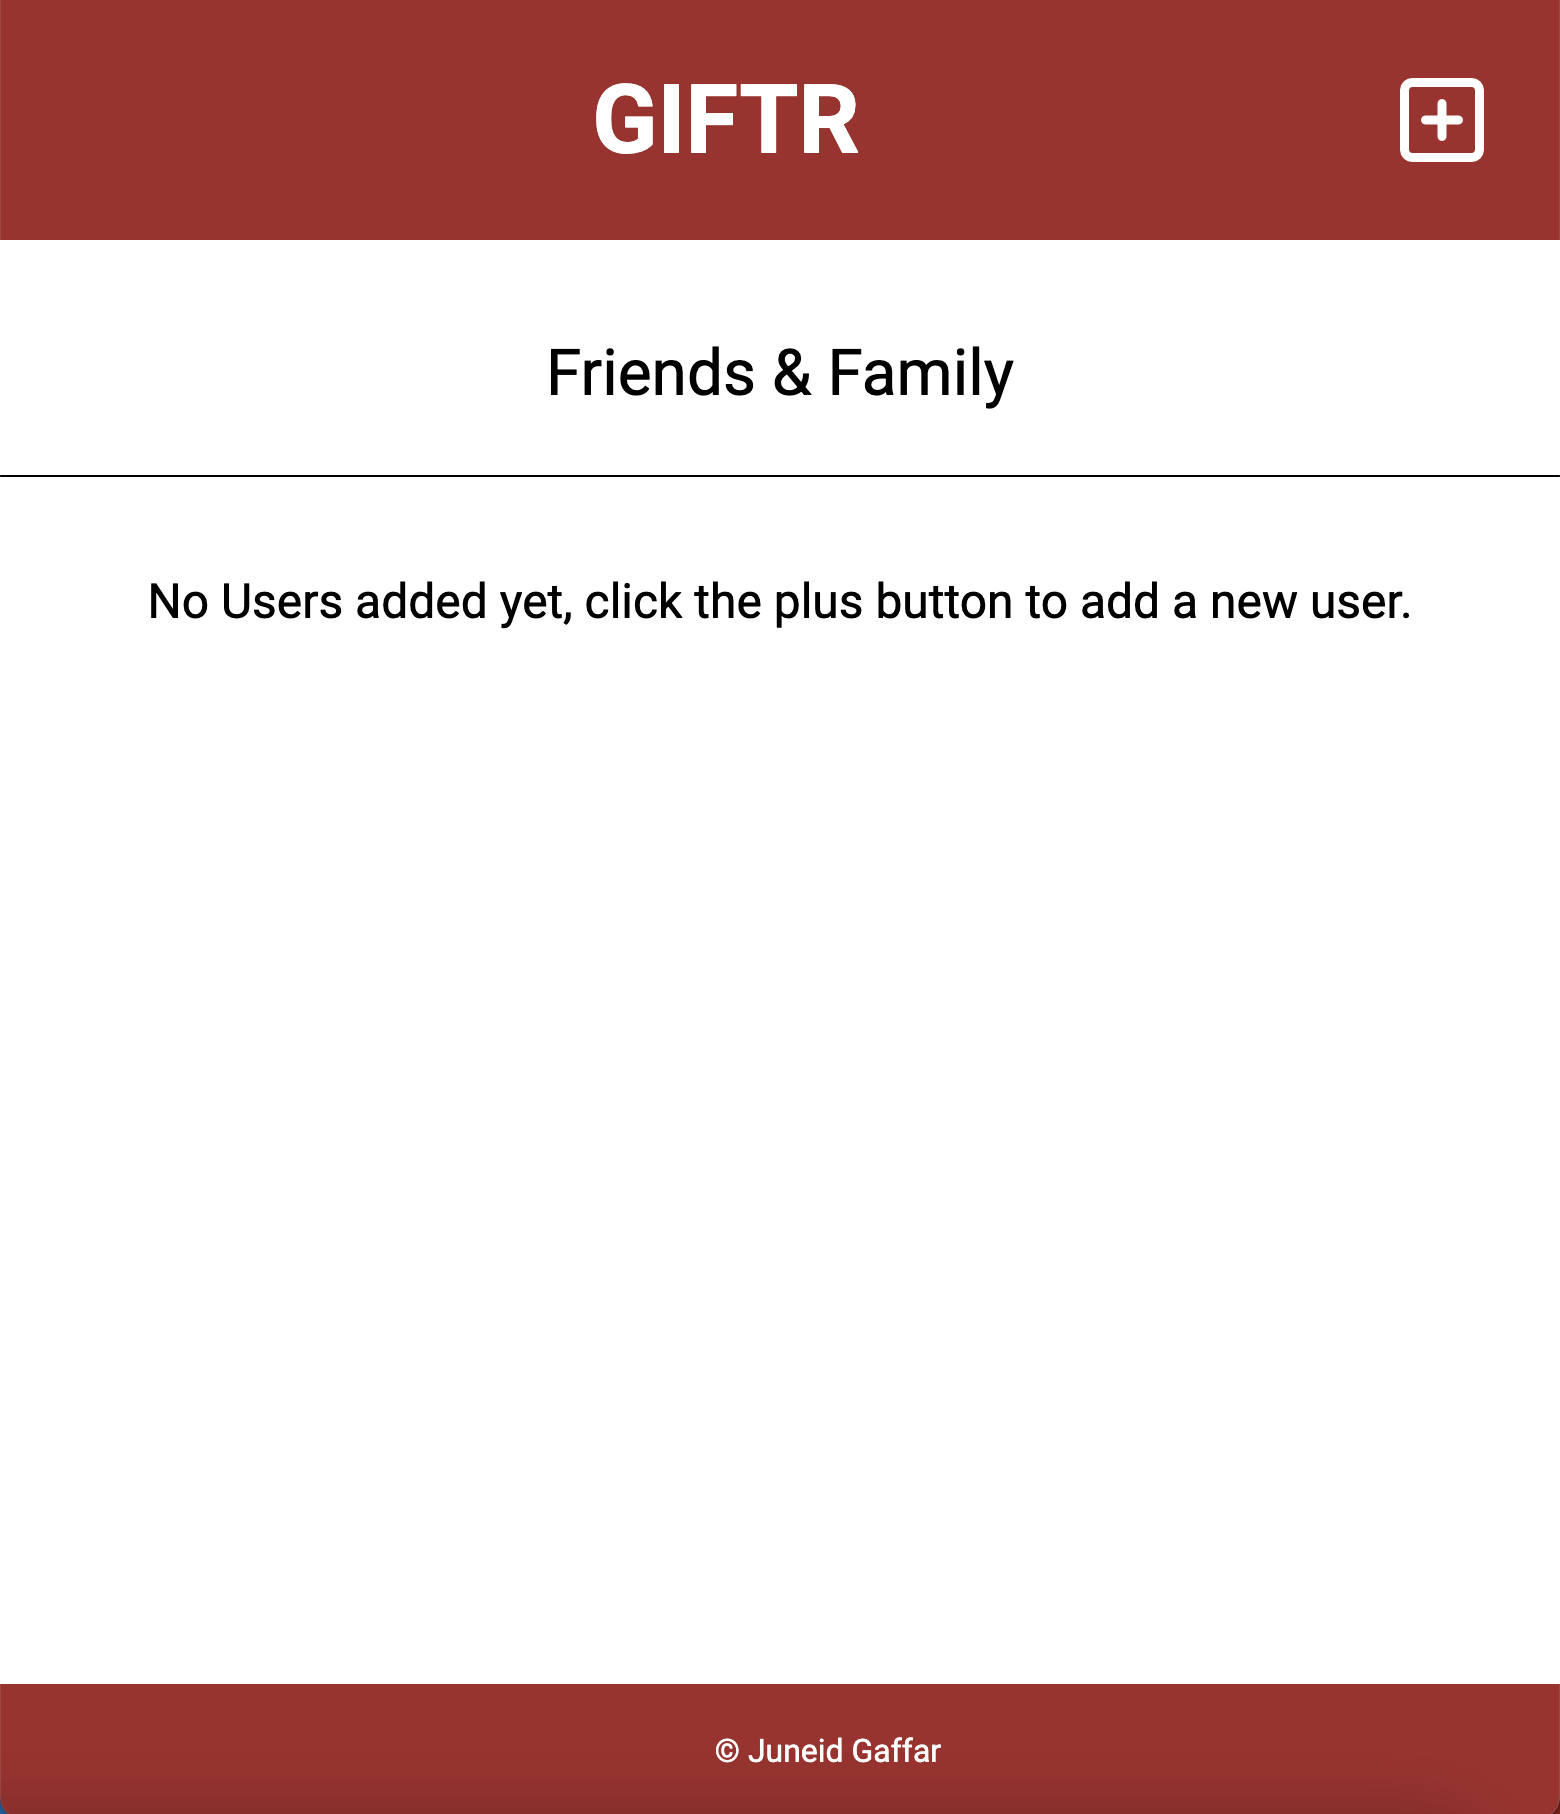 GIFTR
Friends & Family
No Users added yet, click the plus button to add a new user.
© Juneid Gaffar